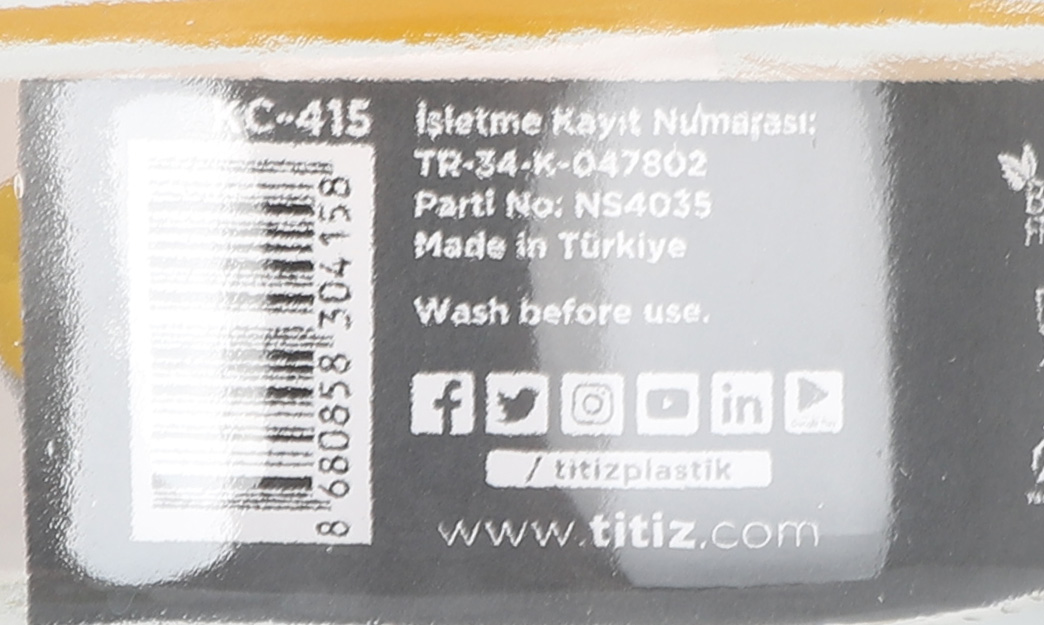 KC-415
8 680858 304158
İşletme Kayıt Numarası:
TR-34-K-047802
Parti No: NS4035
Made in Türkiye
Wash before use.
in
/ titizplastik
www.titiz.com